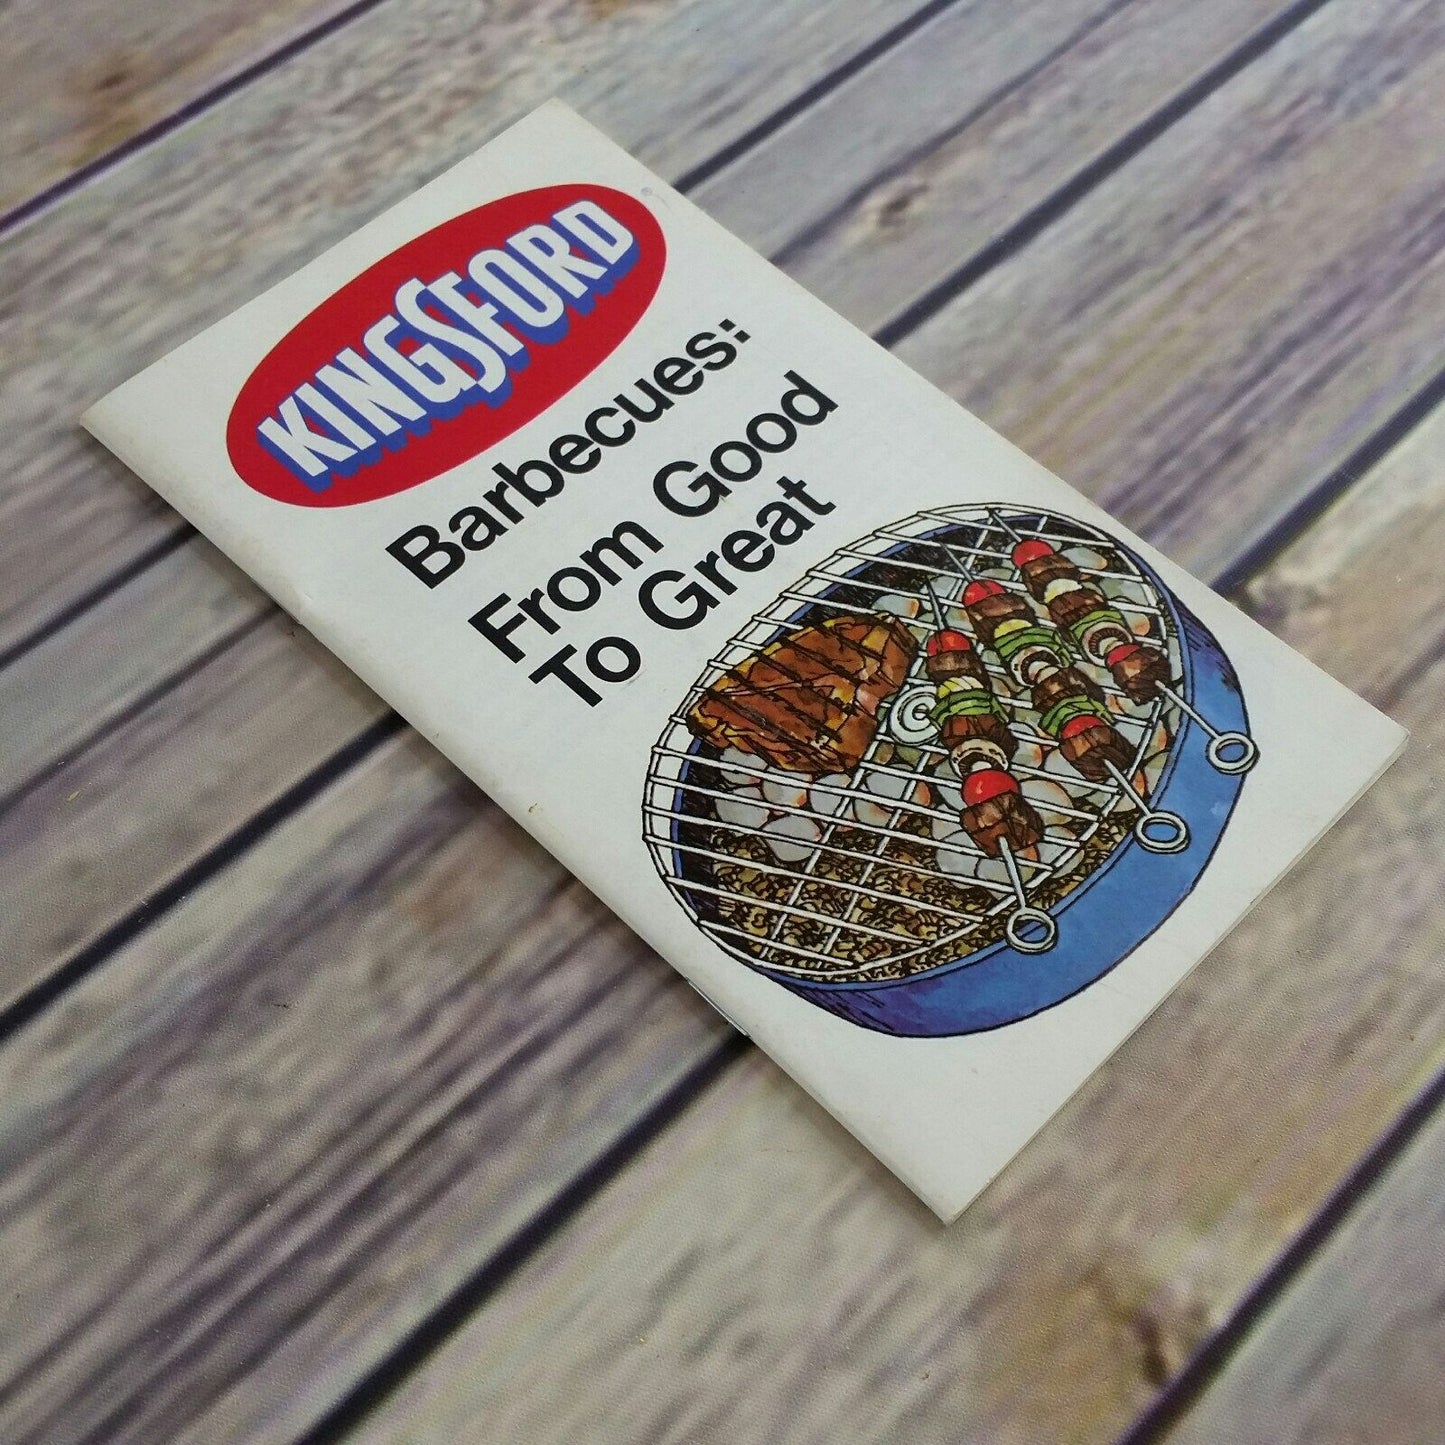 KINGSFORD®
Barbecues:
From Good
To Great